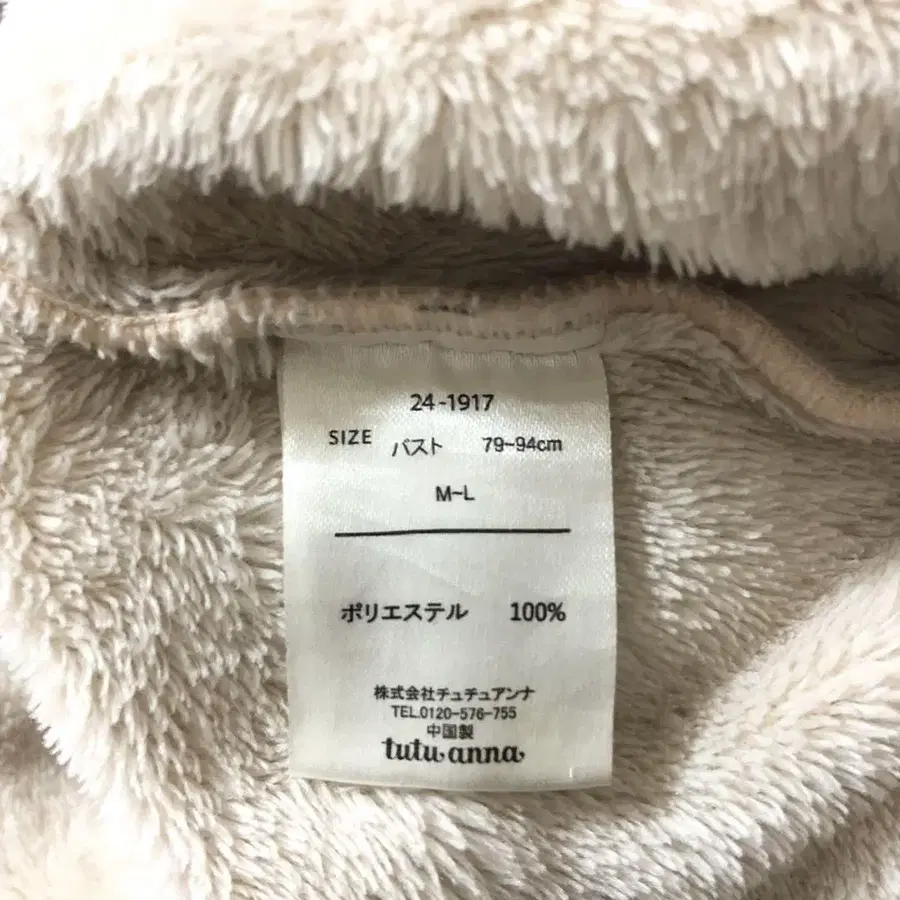 24-1917
SIZE バスト 79~94cm
M~L
ポリエステル 100%
株式会社チュチュアンナ
TEL.0120-576-755
中国製
tutu anna